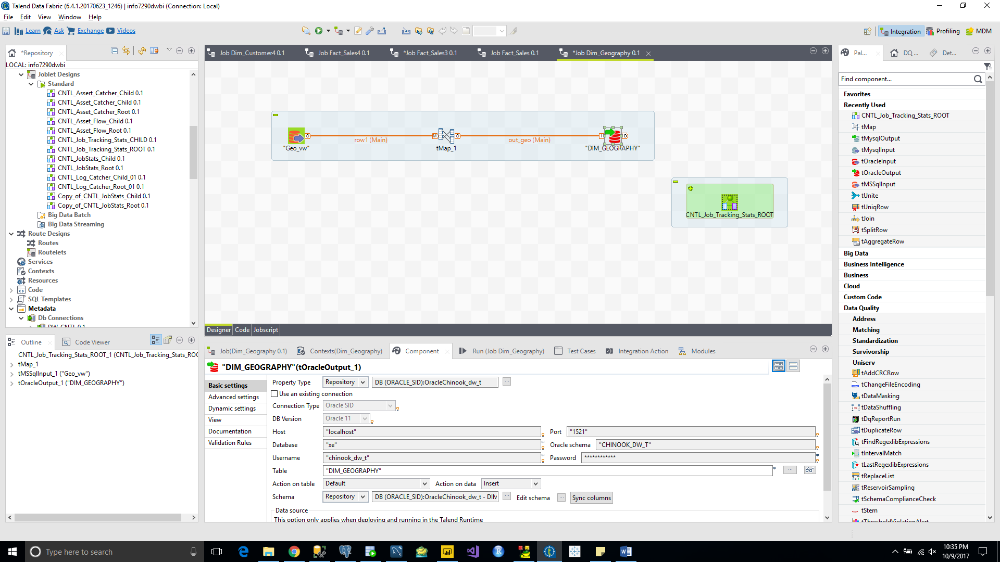 Talend Data Fabric (6.4.1.20170623_1246) | info7290dwbi (Connection: Local)
File Edit View Window Help
Learn Ask Exchange Videos
Integration Profiling MDM
*Repository
LOCAL: info7290dwbi
Joblet Designs
Standard
CNTL_Assert_Catcher_Child 0.1
CNTL_Asset_Catcher_Child 0.1
CNTL_Asset_Catcher_Root 0.1
CNTL_Asset_Flow_Child 0.1
CNTL_Asset_Flow_Root 0.1
CNTL_Job_Tracking_Stats_CHILD 0.1
CNTL_Job_Tracking_Stats_ROOT 0.1
CNTL_JobStats_Child 0.1
CNTL_JobStats_Root 0.1
CNTL_Log_Catcher_Child_01 0.1
CNTL_Log_Catcher_Root_01 0.1
Copy_of_CNTL_JobStats_Child 0.1
Copy_of_CNTL_JobStats_Root 0.1
Big Data Batch
Big Data Streaming
Route Designs
Routes
Routelets
Services
Contexts
Resources
Code
SQL Templates
Metadata
Db Connections
DW_CNTL 0.1
Outline Code Viewer
CNTL_Job_Tracking_Stats_ROOT_1 (CNTL_Job_Tracking_Stats_ROO
tMap_1
tMSSqlInput_1 ("Geo_vw")
tOracleOutput_1 ("DIM_GEOGRAPHY")
Job Dim_Customer4 0.1 Job Fact_Sales4 0.1 *Job Fact_Sales3 0.1 Job Fact_Sales 0.1 *Job Dim_Geography 0.1
row1 (Main) out_geo (Main)
"Geo_vw" tMap_1 "DIM_GEOGRAPHY"
CNTL_Job_Tracking_Stats_ROOT
Designer Code Jobscript
Job(Dim_Geography 0.1) Contexts(Dim_Geography) Component Run (Job Dim_Geography) Test Cases Integration Action Modules
"DIM_GEOGRAPHY"(tOracleOutput_1)
Basic settings
Advanced settings
Dynamic settings
View
Documentation
Validation Rules
Property Type Repository DB (ORACLE_SID):OracleChinook_dw_t
Use an existing connection
Connection Type Oracle SID
DB Version Oracle 11
Host "localhost" Port "1521"
Database "xe" * Oracle schema "CHINOOK_DW_T"
Username "chinook_dw_t" * Password ************ *
Table "DIM_GEOGRAPHY" *
Action on table Default Action on data Insert
Schema Repository DB (ORACLE_SID):OracleChinook_dw_t - DIM Edit schema Sync columns
Data source
This option only applies when deploying and running in the Talend Runtime
Pal... DQ ... Det...
Find component...
Favorites
Recently Used
CNTL_Job_Tracking_Stats_ROOT
tMap
tMysqlOutput
tMysqlInput
tOracleInput
tOracleOutput
tMSSqlInput
tUnite
tUniqRow
tJoin
tSplitRow
tAggregateRow
Big Data
Business Intelligence
Business
Cloud
Custom Code
Data Quality
Address
Matching
Standardization
Survivorship
Uniserv
tAddCRCRow
tChangeFileEncoding
tDataMasking
tDataShuffling
tDqReportRun
tDuplicateRow
tFindRegexlibExpressions
tIntervalMatch
tLastRegexlibExpressions
tReplaceList
tReservoirSampling
tSchemaComplianceCheck
tStem
tThresholdViolationAlert
Type here to search
10:35 PM
10/9/2017